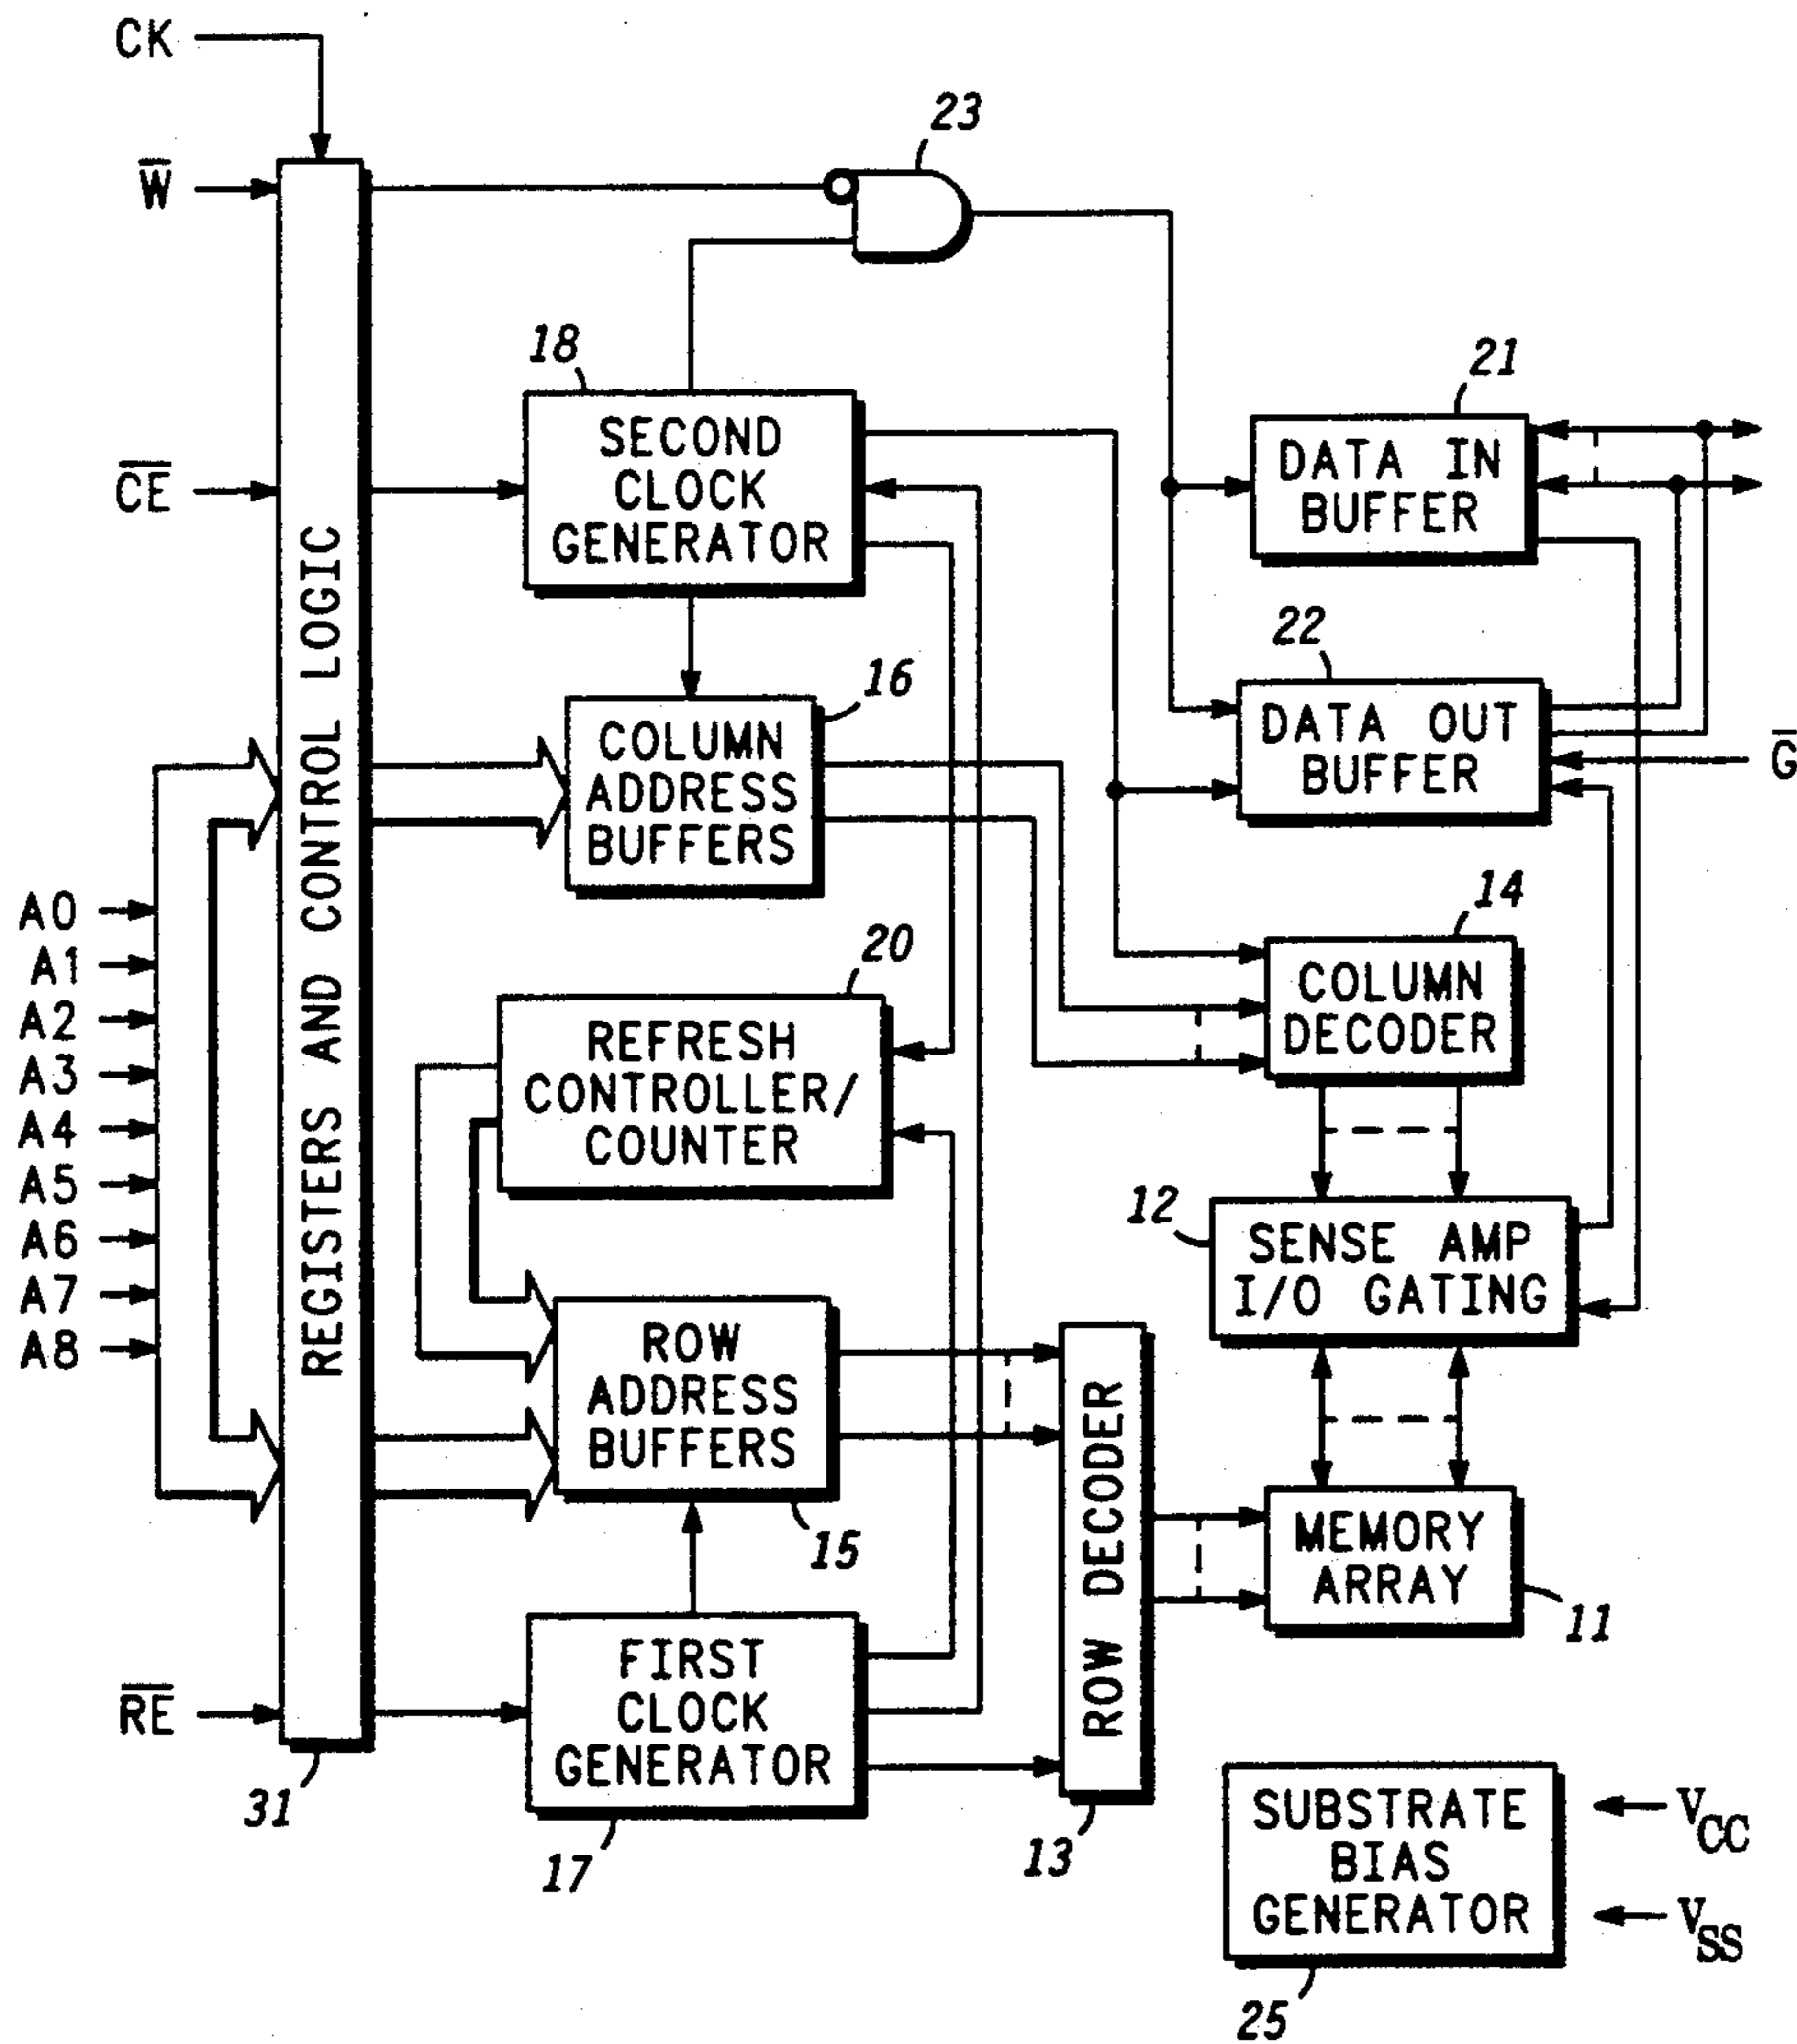 CK
W̅
23
18
SECOND
CLOCK
GENERATOR
21
DATA IN
BUFFER
C̅E̅
22
DATA OUT
BUFFER
G̅
16
COLUMN
ADDRESS
BUFFERS
REGISTERS AND CONTROL LOGIC
A0
A1
A2
A3
A4
A5
A6
A7
A8
14
COLUMN
DECODER
20
REFRESH
CONTROLLER/
COUNTER
12
SENSE AMP
I/O GATING
ROW
ADDRESS
BUFFERS
15
ROW DECODER
MEMORY
ARRAY
11
R̅E̅
31
FIRST
CLOCK
GENERATOR
17
13
SUBSTRATE
BIAS
GENERATOR
VCC
VSS
25